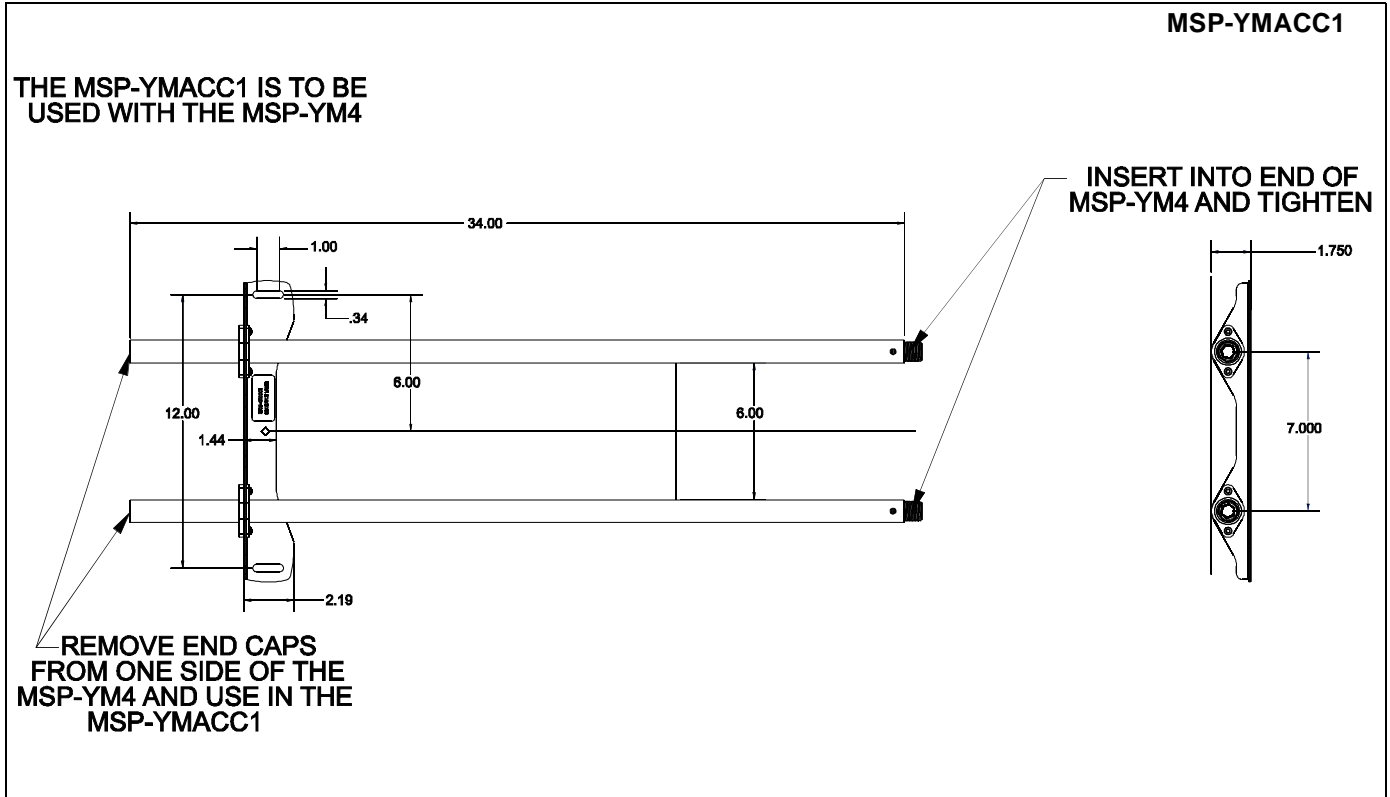 MSP-YMACC1
THE MSP-YMACC1 IS TO BE
USED WITH THE MSP-YM4
INSERT INTO END OF
MSP-YM4 AND TIGHTEN
34.00
1.00
1.750
.34
6.00
12.00
6.00
7.000
1.44
2.19
REMOVE END CAPS
FROM ONE SIDE OF THE
MSP-YM4 AND USE IN THE
MSP-YMACC1